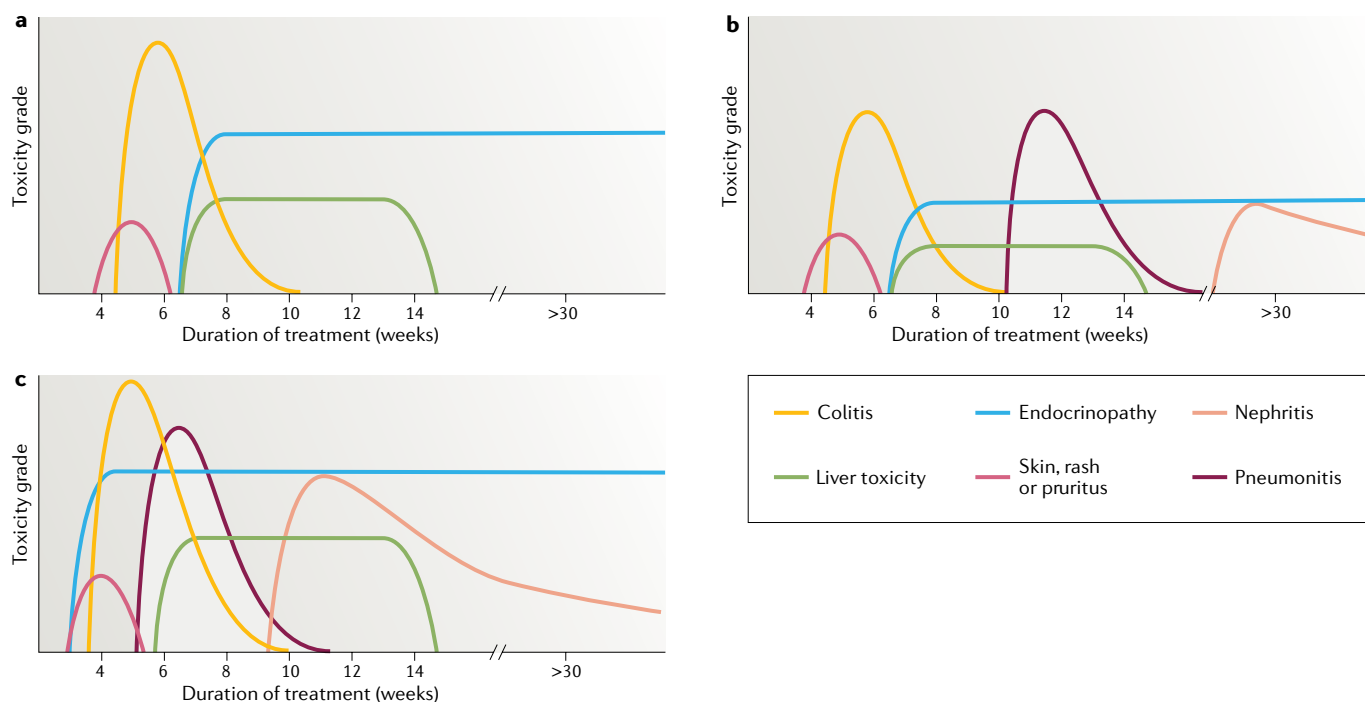 a
Toxicity grade
4 6 8 10 12 14 >30
Duration of treatment (weeks)
b
Toxicity grade
4 6 8 10 12 14 >30
Duration of treatment (weeks)
c
Toxicity grade
4 6 8 10 12 14 >30
Duration of treatment (weeks)
Colitis
Endocrinopathy
Nephritis
Liver toxicity
Skin, rash
or pruritus
Pneumonitis